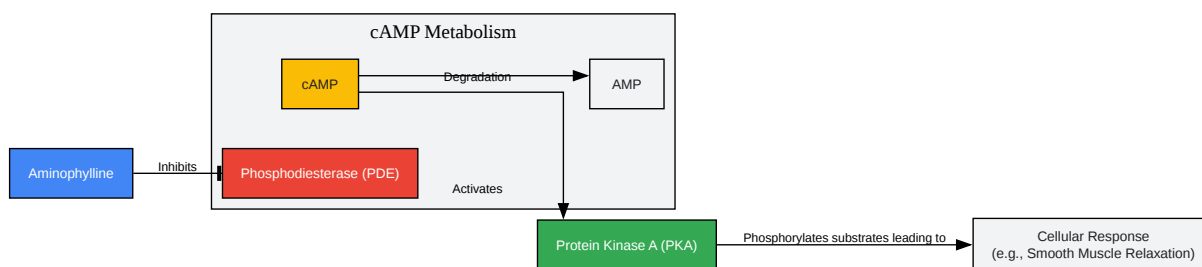 cAMP Metabolism
cAMP
Degradation
AMP
Aminophylline
Inhibits
Phosphodiesterase (PDE)
Activates
Protein Kinase A (PKA)
Phosphorylates substrates leading to
Cellular Response
(e.g., Smooth Muscle Relaxation)